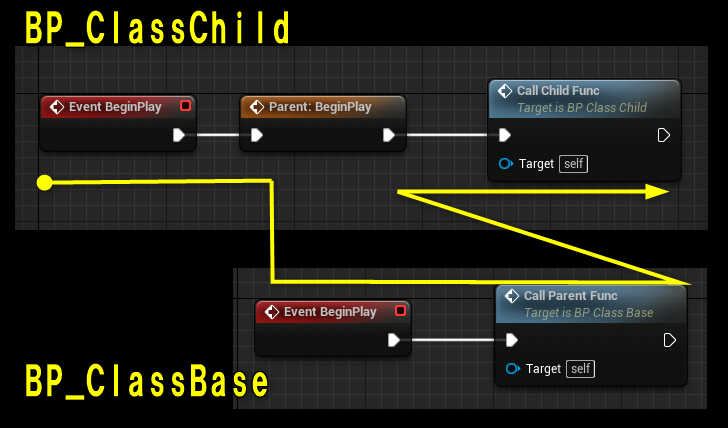 BP_ClassChild
Event BeginPlay
Parent: BeginPlay
Call Child Func
Target is BP Class Child
Target self
Event BeginPlay
Call Parent Func
Target is BP Class Base
Target self
BP_ClassBase